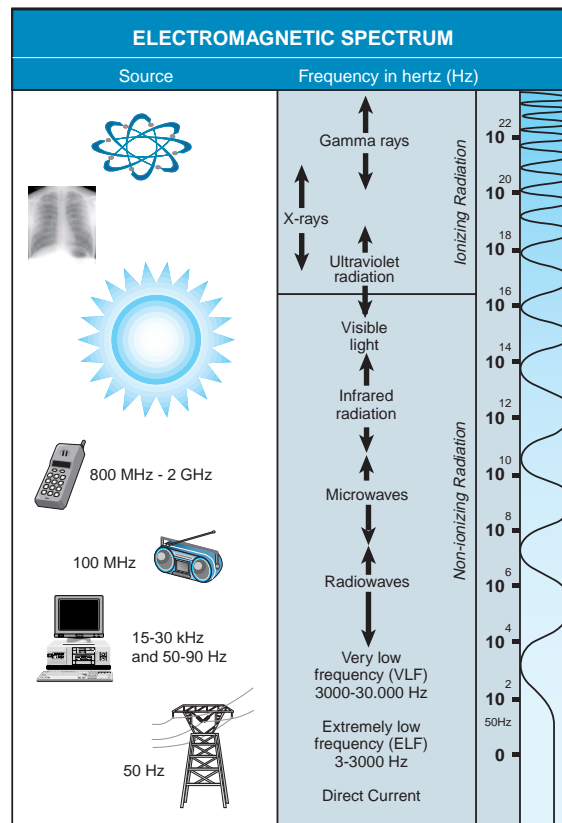 ELECTROMAGNETIC SPECTRUM
Source
Frequency in hertz (Hz)
Gamma rays
X-rays
Ultraviolet
radiation
Visible
light
Infrared
radiation
Microwaves
Radiowaves
Very low
frequency (VLF)
3000-30.000 Hz
Extremely low
frequency (ELF)
3-3000 Hz
Direct Current
800 MHz - 2 GHz
100 MHz
15-30 kHz
and 50-90 Hz
50 Hz
Ionizing Radiation
Non-ionizing Radiation
10^22
10^20
10^18
10^16
10^14
10^12
10^10
10^8
10^6
10^4
10^2
50Hz
0